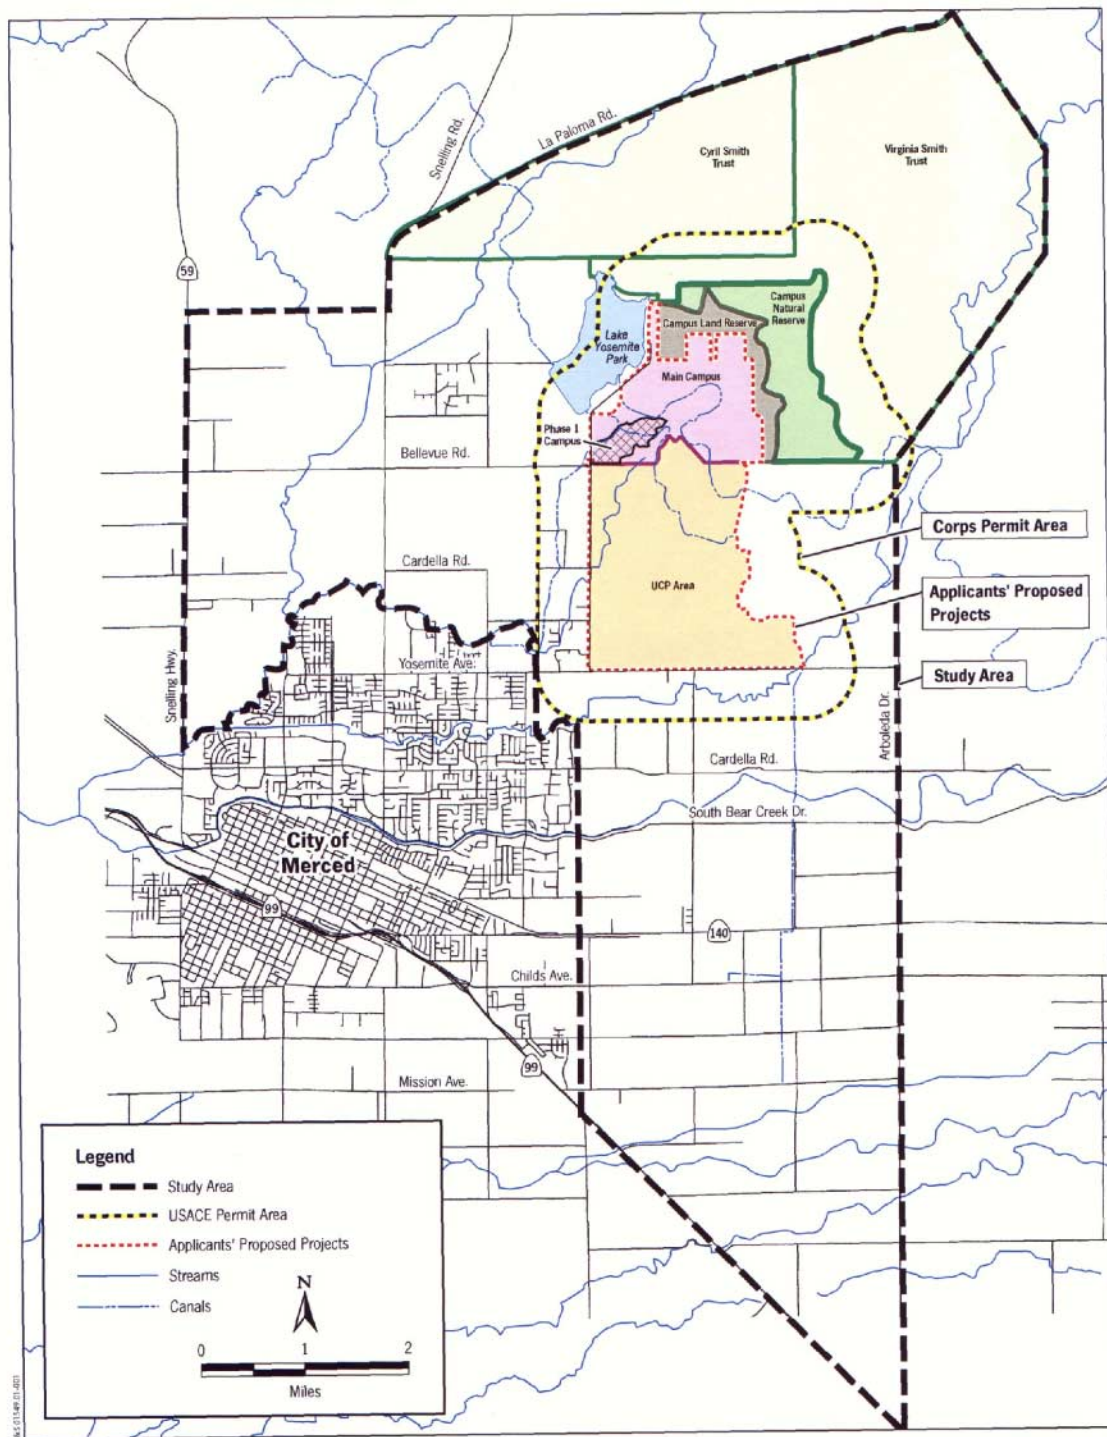 La Paloma Rd.
Snelling Rd.
Cyril Smith
Trust
Virginia Smith
Trust
59
Campus
Natural
Reserve
Campus Land Reserve
Lake
Yosemite
Park
Main Campus
Phase 1
Campus
Bellevue Rd.
Corps Permit Area
Cardella Rd.
UCP Area
Applicants' Proposed
Projects
Yosemite Ave.
Study Area
Snelling Hwy.
Arboleda Dr.
Cardella Rd.
South Bear Creek Dr.
City of
Merced
99
140
Childs Ave.
99
Mission Ave.
Legend
Study Area
USACE Permit Area
Applicants' Proposed Projects
Streams
Canals
N
0 1 2
Miles